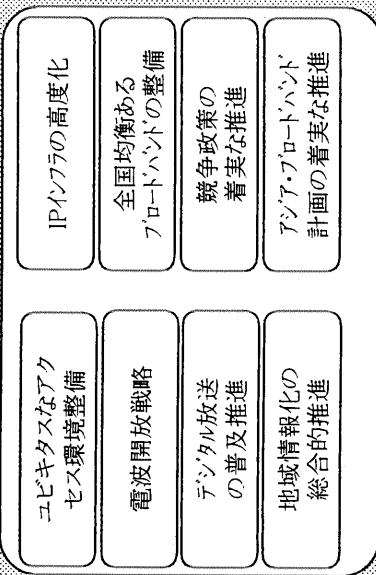 ユビキタスなアク
セス環境整備
電波開放戦略
デジタル放送
の普及推進
地域情報化の
総合的推進
IPインフラの高度化
全国均衡ある
ブロードバンドの整備
競争政策の
着実な推進
アジア・ブロードバンド
計画の着実な推進